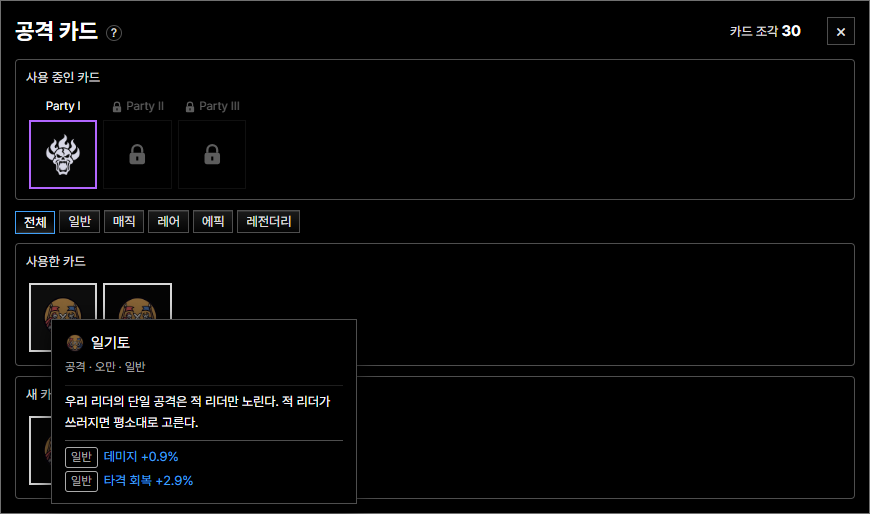 공격 카드 ?
카드 조각 30 ×
사용 중인 카드
Party I Party II Party III
전체 일반 매직 레어 에픽 레전더리
사용한 카드
일기토
공격 · 오만 · 일반
새 카
우리 리더의 단일 공격은 적 리더만 노린다. 적 리더가
쓰러지면 평소대로 고른다.
일반 데미지 +0.9%
일반 타격 회복 +2.9%